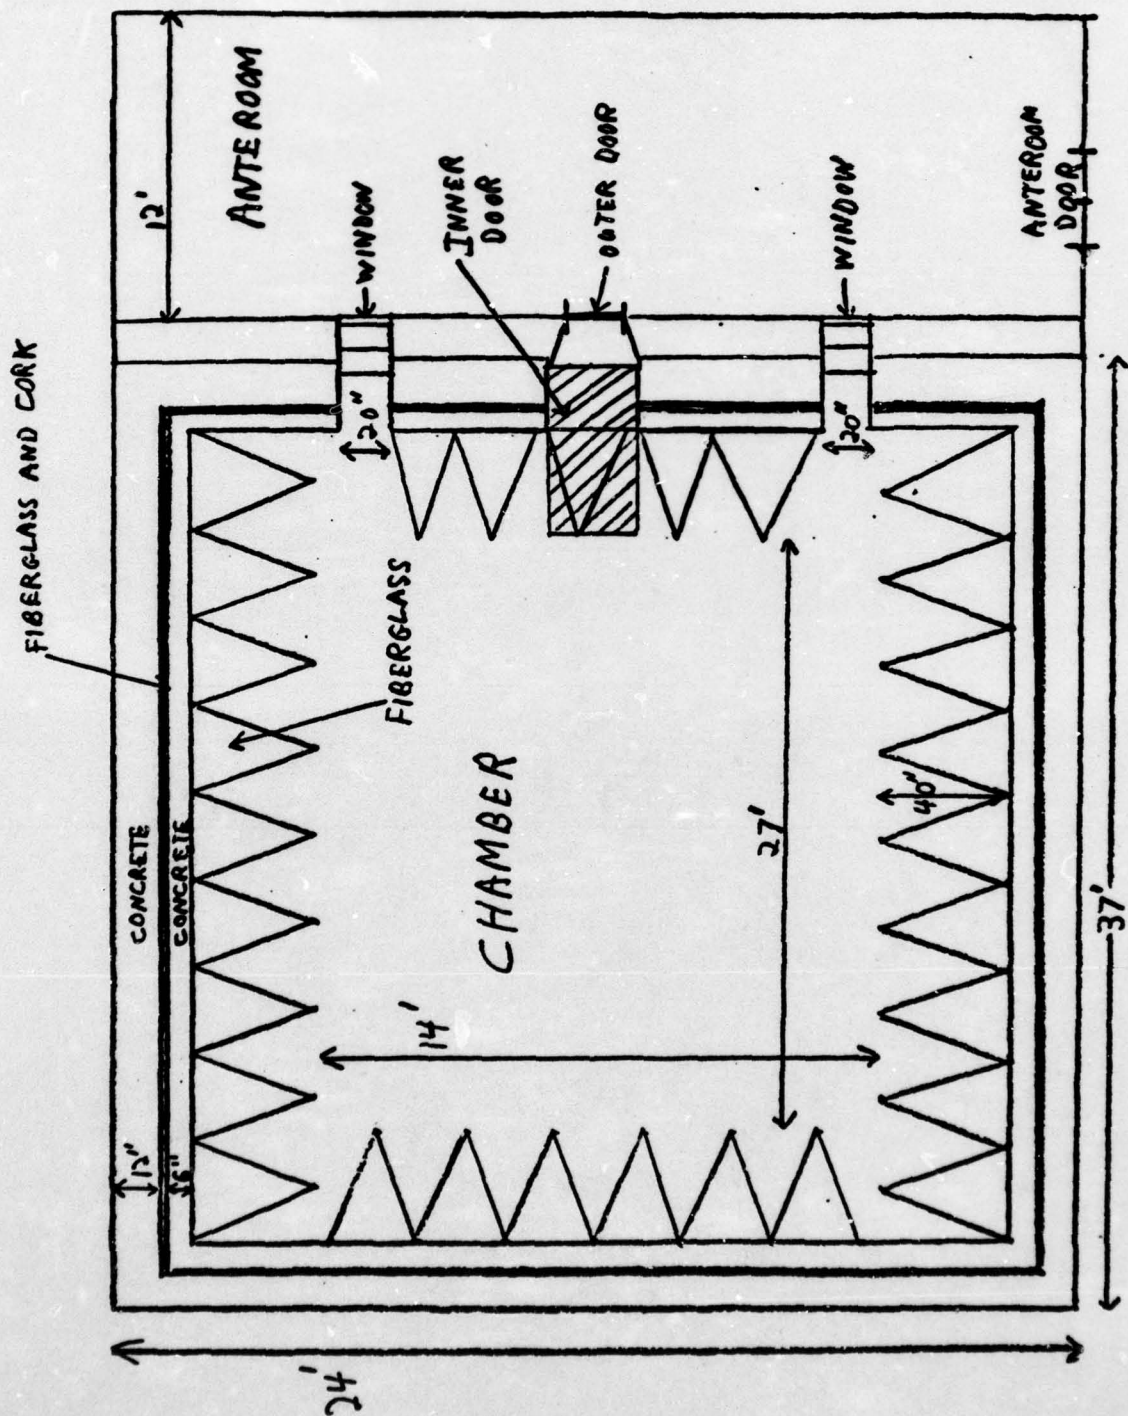 FIBERGLASS AND CORK
CONCRETE
CONCRETE
12"
6"
24'
12'
ANTEROOM
WINDOW
20"
INNER
DOOR
OUTER DOOR
WINDOW
20"
ANTEROOM
DOOR
FIBERGLASS
CHAMBER
14'
27'
40"
37'